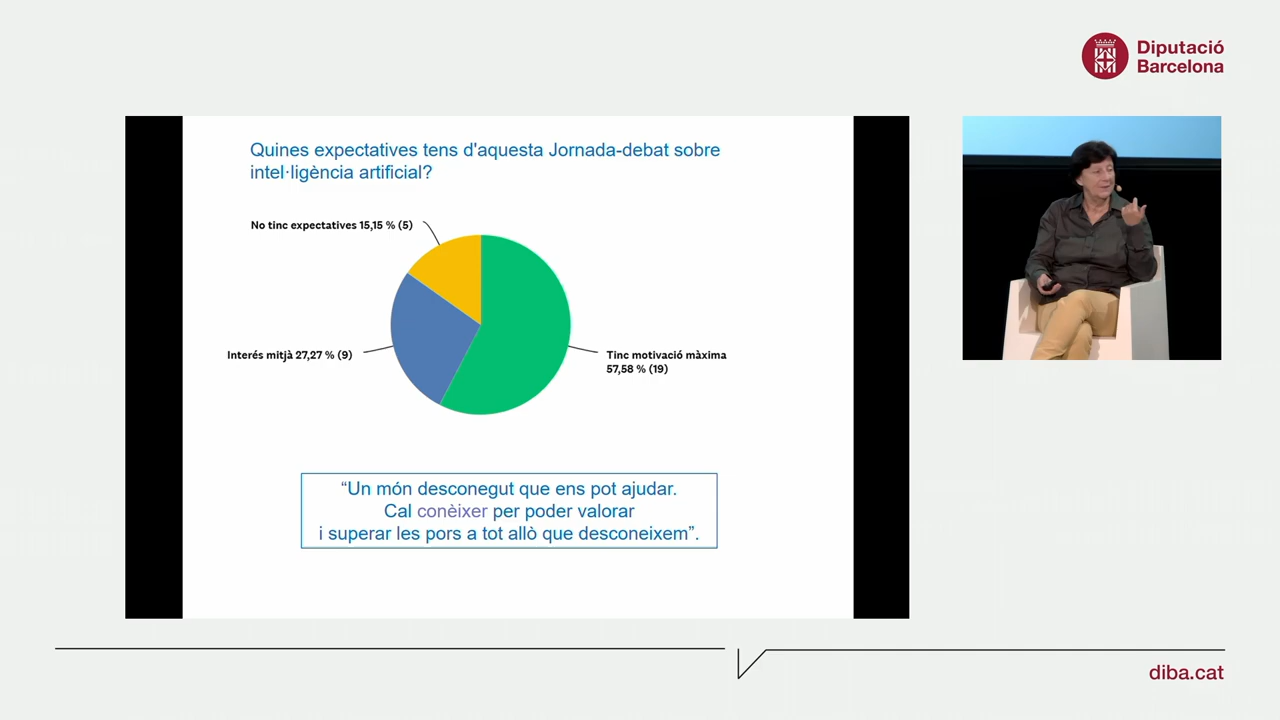 Diputació
Barcelona
Quines expectatives tens d'aquesta Jornada-debat sobre
intel·ligència artificial?
No tinc expectatives 15,15 % (5)
Interés mitjà 27,27 % (9)
Tinc motivació màxima
57,58 % (19)
“Un món desconegut que ens pot ajudar.
Cal conèixer per poder valorar
i superar les pors a tot allò que desconeixem”.
diba.cat